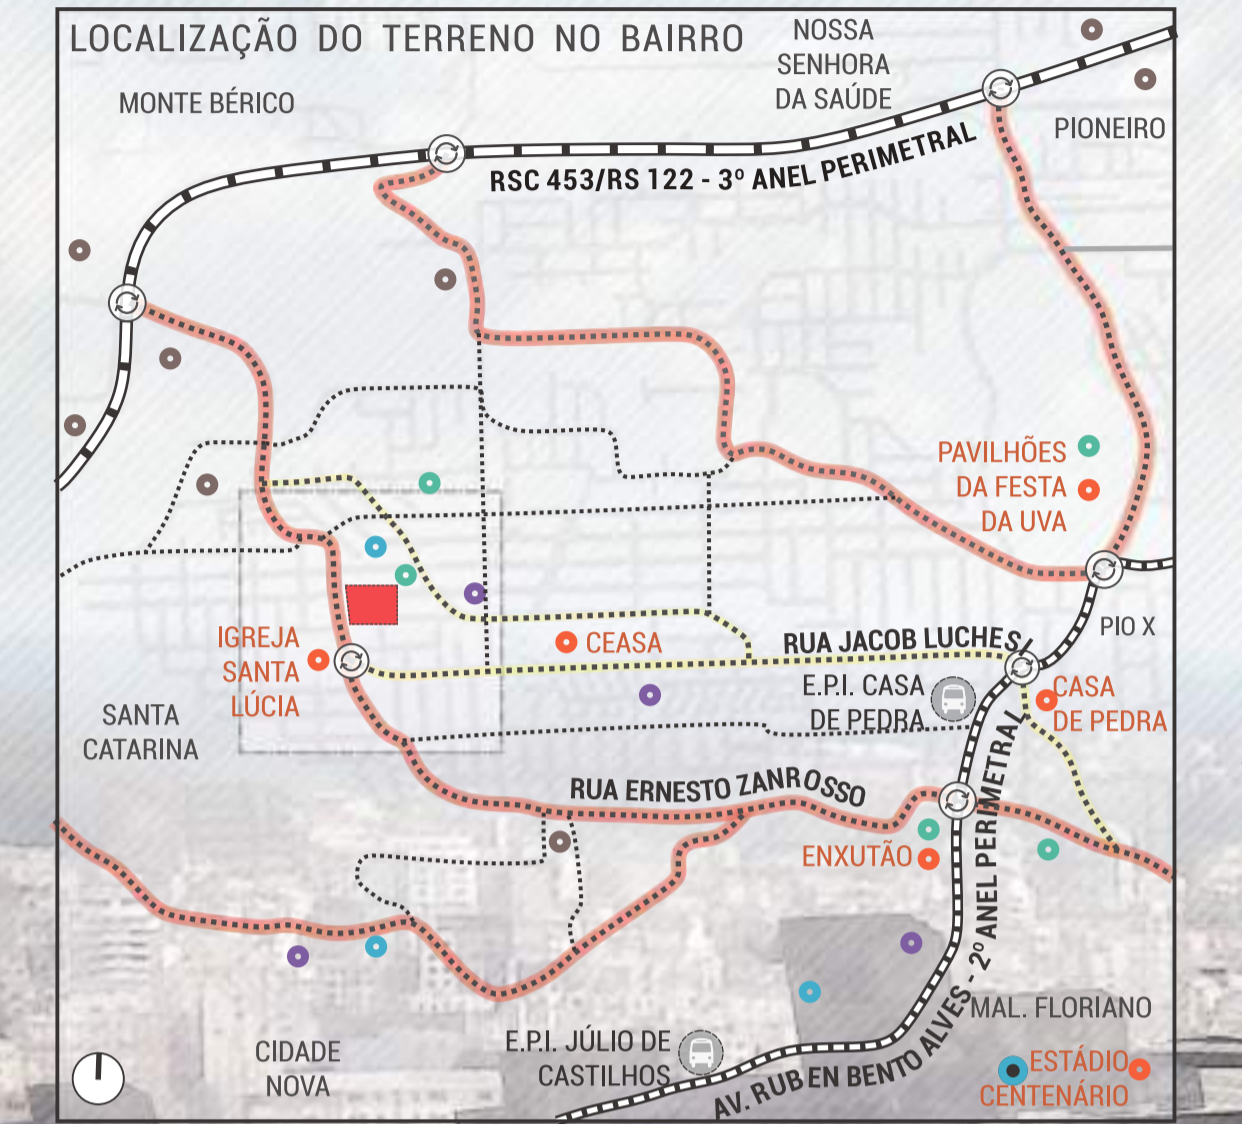 LOCALIZAÇÃO DO TERRENO NO BAIRRO
NOSSA
SENHORA
DA SAÚDE
MONTE BÉRICO
PIONEIRO
RSC 453/RS 122 - 3º ANEL PERIMETRAL
PAVILHÕES
DA FESTA
DA UVA
IGREJA
SANTA
LÚCIA
CEASA
RUA JACOB LUCHESI
PIO X
E.P.I. CASA
DE PEDRA
CASA
DE PEDRA
SANTA
CATARINA
RUA ERNESTO ZANROSSO
ENXUTÃO
AV. RUBEN BENTO ALVES - 2º ANEL PERIMETRAL
MAL. FLORIANO
E.P.I. JÚLIO DE
CASTILHOS
CIDADE
NOVA
ESTÁDIO
CENTENÁRIO